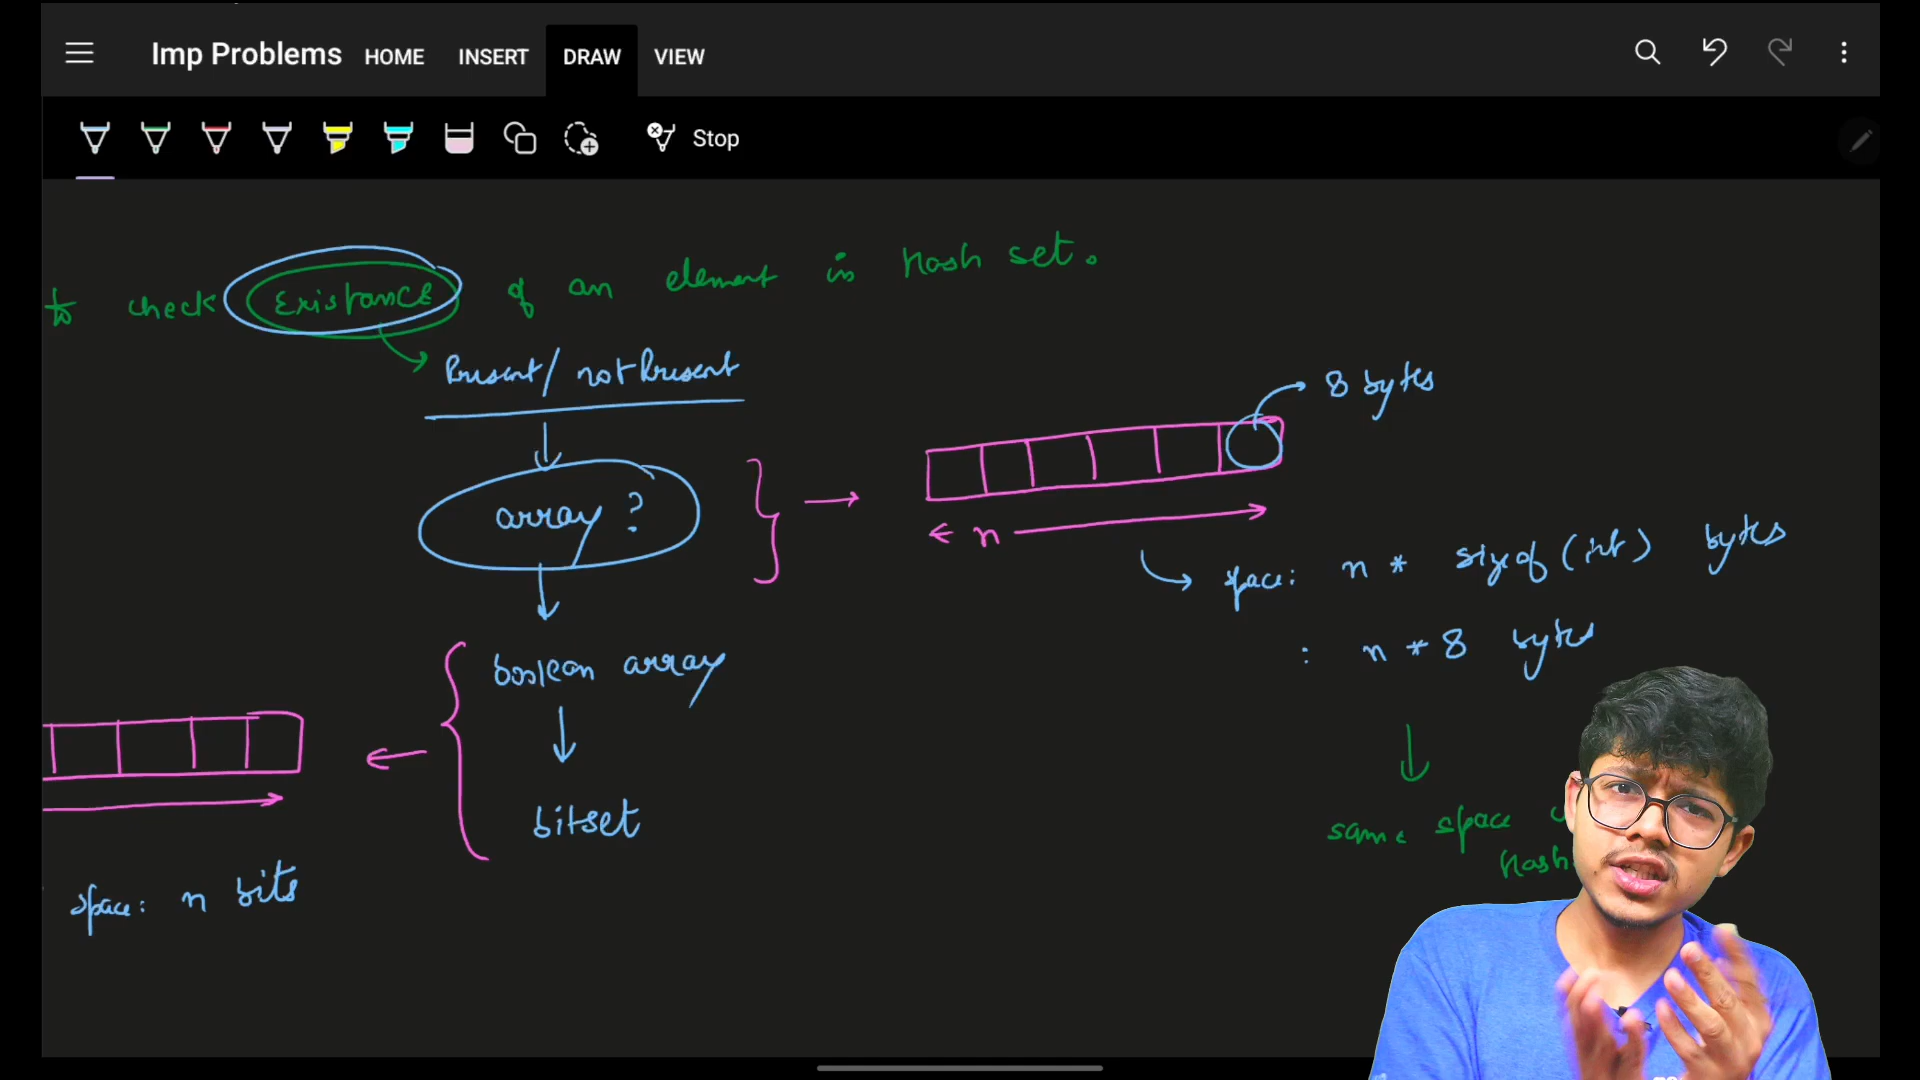 Imp Problems HOME INSERT DRAW VIEW
Stop
to check Existance of an element in Hash set.
Present/ not Present
8 bytes
array ?
n
space: n * sizeof (int) bytes
: n * 8 bytes
boolean array
bitset
same space
Hash
space: n bits